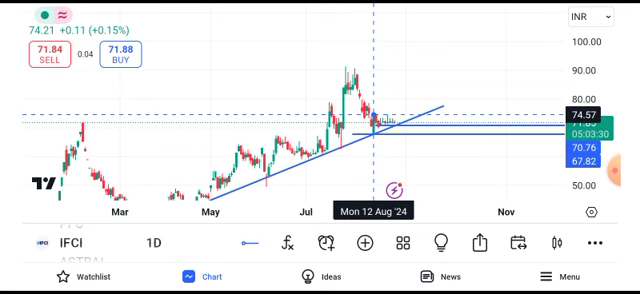 INR
74.21 +0.11 (+0.15%)
71.84
SELL
0.04
71.88
BUY
100.00
90.00
80.00
74.57
05:03:30
70.76
67.82
50.00
Mar
May
Jul
Mon 12 Aug '24
Nov
IFCI
1D
Watchlist
Chart
Ideas
News
Menu